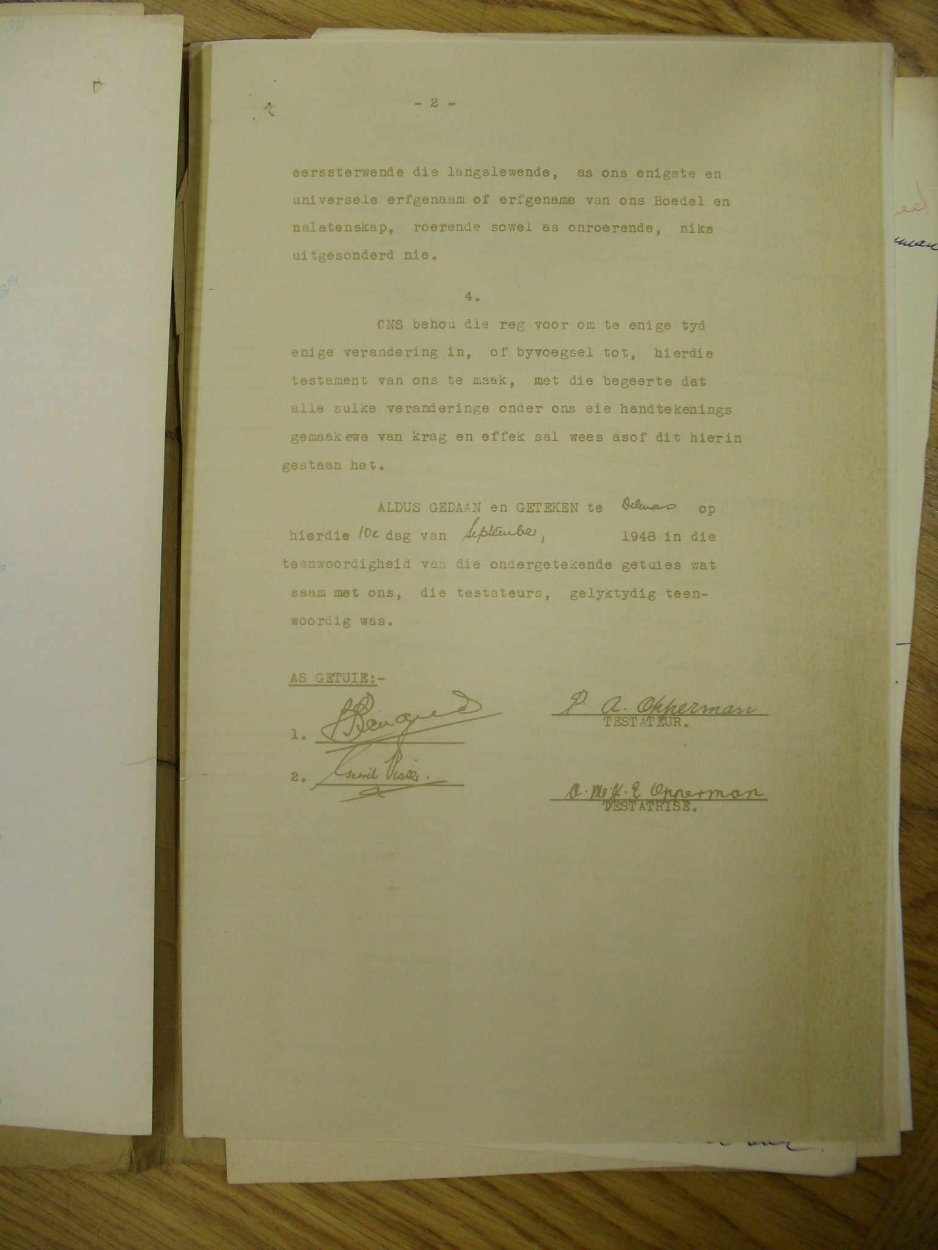 - 2 -
eerssterwende die langslewende, as ons enigste en
universele erfgenaam of erfgename van ons Boedel en
nalatenskap, roerende sowel as onroerende, niks
uitgesonderd nie.
4.
ONS behou die reg voor om te enige tyd
enige verandering in, of byvoegsel tot, hierdie
testament van ons te maak, met die begeerte dat
alle sulke veranderinge onder ons eie handtekenings
gemaak ewe van krag en effek sal wees asof dit hierin
gestaan het.
ALDUS GEDAAN en GETEKEN te Delmas op
hierdie 10e dag van September, 1948 in die
teenwoordigheid van die ondergetekende getuies wat
saam met ons, die testateurs, gelyktydig teen-
woordig was.
AS GETUIE:-
1.
P. A. Opperman
TESTATEUR.
2.
Opperman
TESTATRISE.